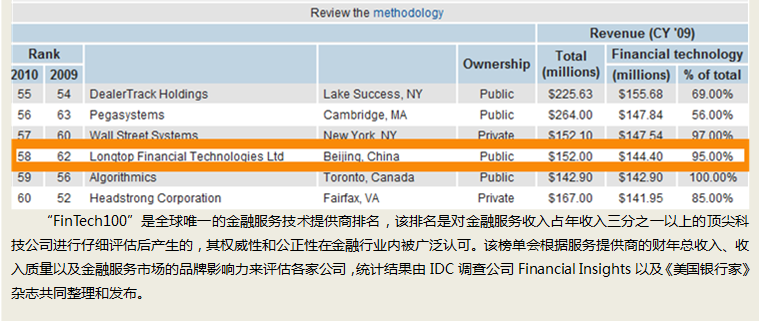 Review the methodology
Revenue (CY '09)
Rank Ownership Total (millions) Financial technology
2010 2009 (millions) % of total
55 54 DealerTrack Holdings Lake Success, NY Public $225.63 $155.68 69.00%
56 63 Pegasystems Cambridge, MA Public $264.00 $147.84 56.00%
57 60 Wall Street Systems New York, NY Private $152.10 $147.54 97.00%
58 62 Longtop Financial Technologies Ltd Beijing, China Public $152.00 $144.40 95.00%
59 56 Algorithmics Toronto, Canada Public $142.90 $142.90 100.00%
60 52 Headstrong Corporation Fairfax, VA Private $167.00 $141.95 85.00%
“FinTech100”是全球唯一的金融服务技术提供商排名，该排名是对金融服务收入占年收入三分之一以上的顶尖科
技公司进行仔细评估后产生的，其权威性和公正性在金融行业内被广泛认可。该榜单会根据服务提供商的财年总收入、收
入质量以及金融服务市场的品牌影响力来评估各家公司，统计结果由 IDC 调查公司 Financial Insights 以及《美国银行家》
杂志共同整理和发布。